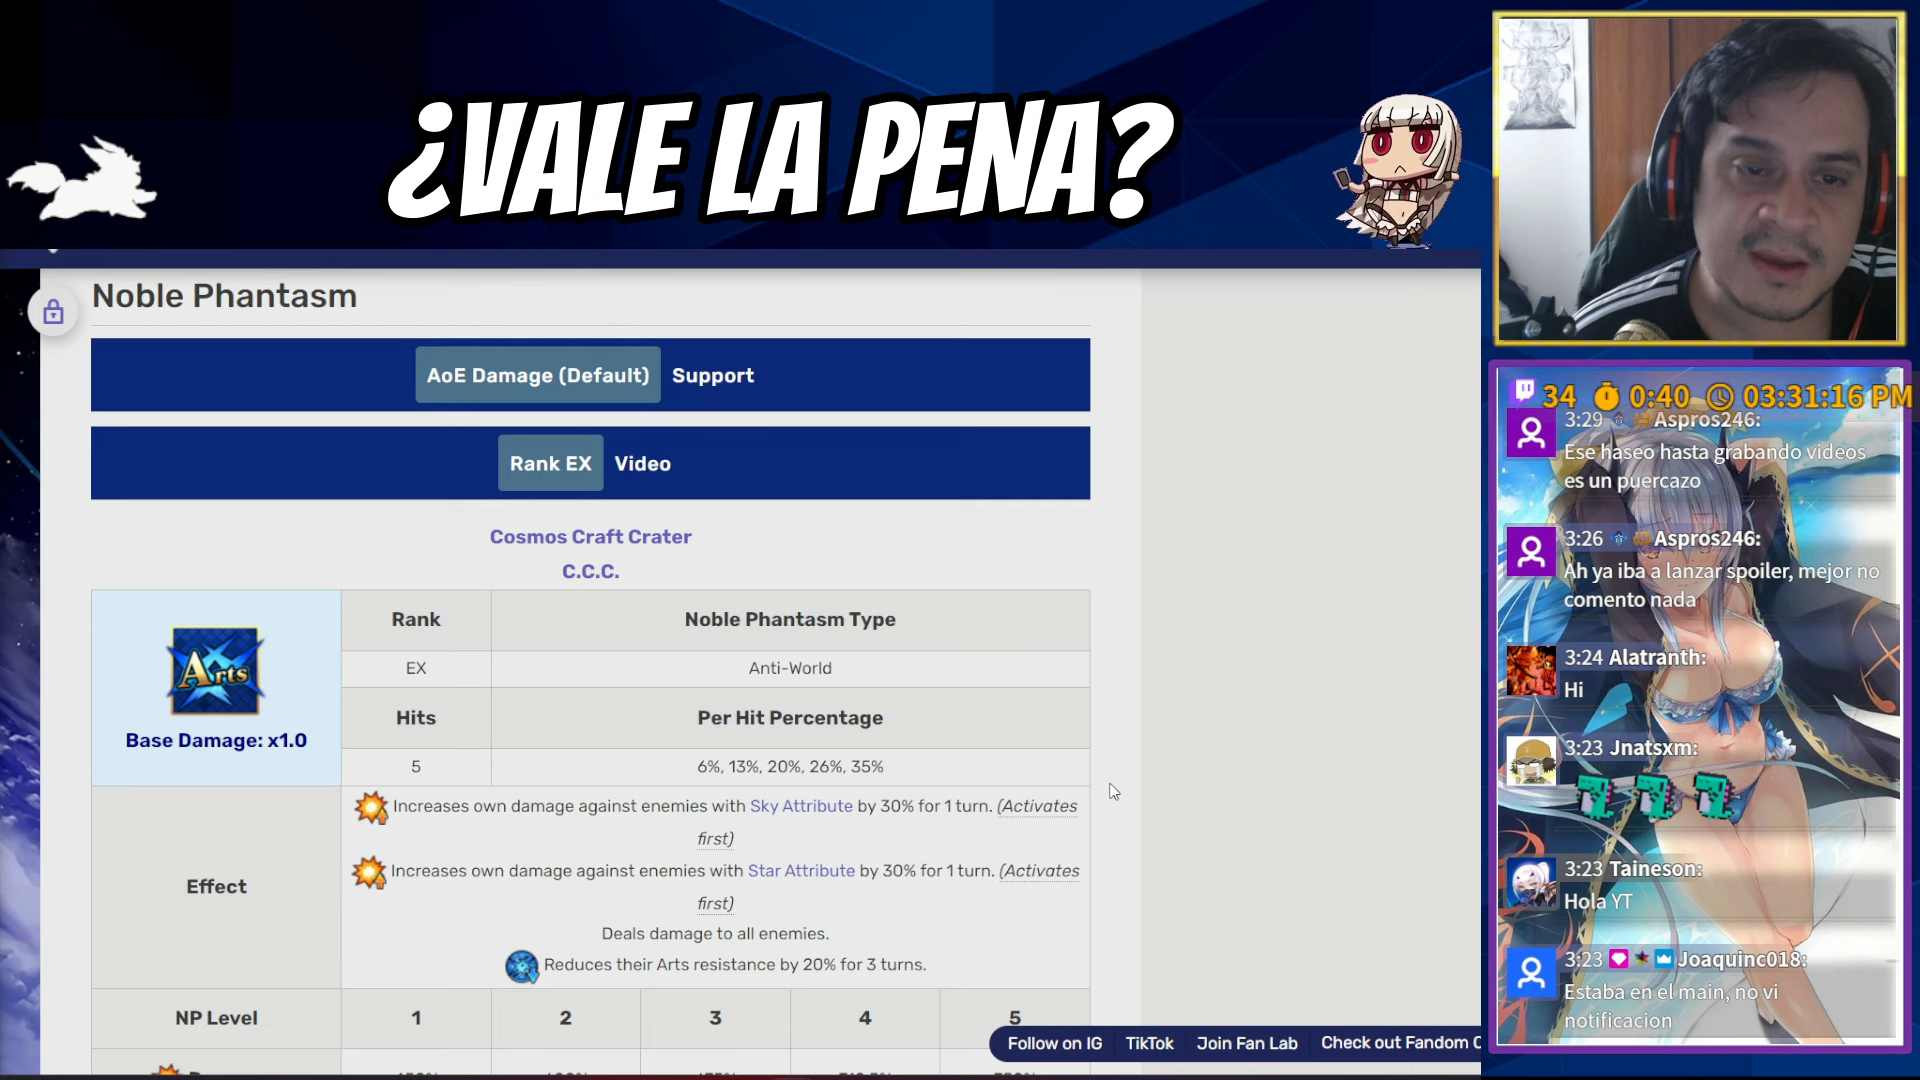 ¿VALE LA PENA?
Noble Phantasm
AoE Damage (Default) Support
Rank EX Video
Cosmos Craft Crater
C.C.C.
Arts
Base Damage: x1.0
Rank Noble Phantasm Type
EX Anti-World
Hits Per Hit Percentage
5 6%, 13%, 20%, 26%, 35%
Effect
Increases own damage against enemies with Sky Attribute by 30% for 1 turn. (Activates
first)
Increases own damage against enemies with Star Attribute by 30% for 1 turn. (Activates
first)
Deals damage to all enemies.
Reduces their Arts resistance by 20% for 3 turns.
NP Level 1 2 3 4 5
Follow on IG TikTok Join Fan Lab Check out Fandom
34 0:40 03:31:16 PM
3:29 Aspros246:
Ese haseo hasta grabando videos
es un puercazo
3:26 Aspros246:
Ah ya iba a lanzar spoiler, mejor no
comento nada
3:24 Alatranth:
Hi
3:23 Jnatsxm:
3:23 Taineson:
Hola YT
3:23 Joaquinc018:
Estaba en el main, no vi
notificacion